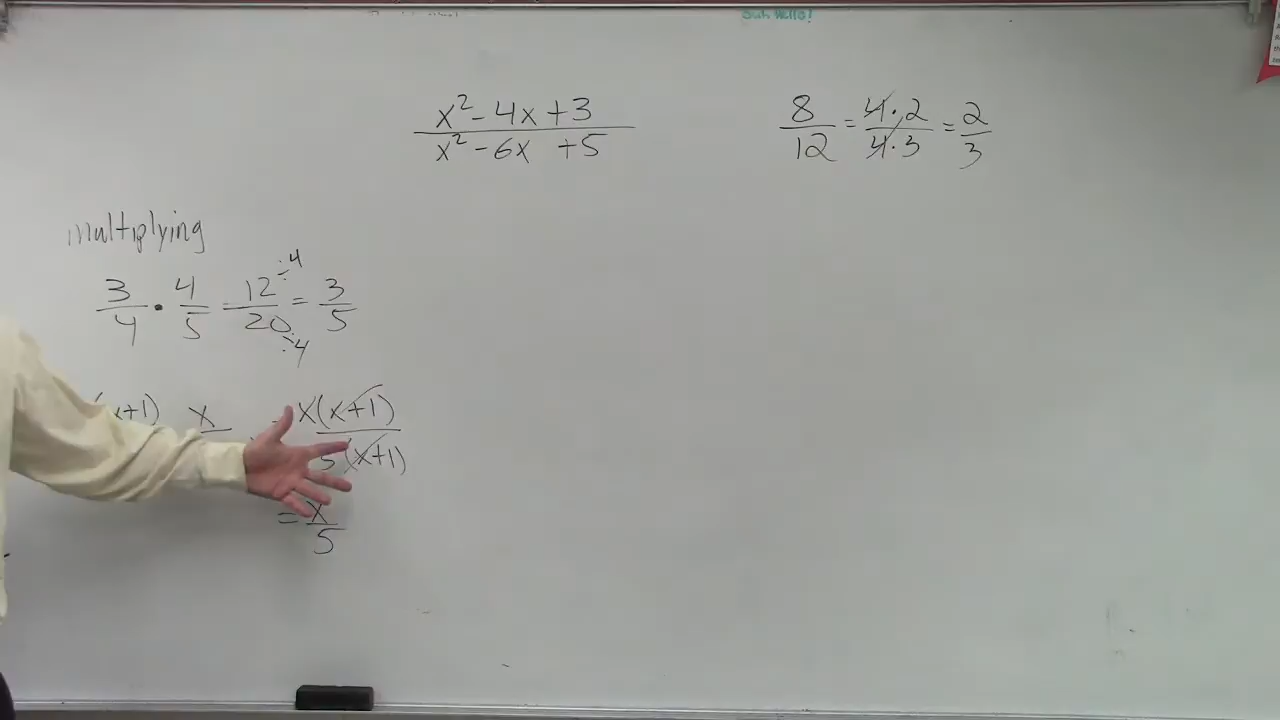 x² - 4x + 3
x² - 6x + 5
8/12 = 4·2/4·3 = 2/3
multiplying
3/4 · 4/5 = 12÷4/20÷4 = 3/5
x+1) x x(x+1)
5(x+1)
= x/5